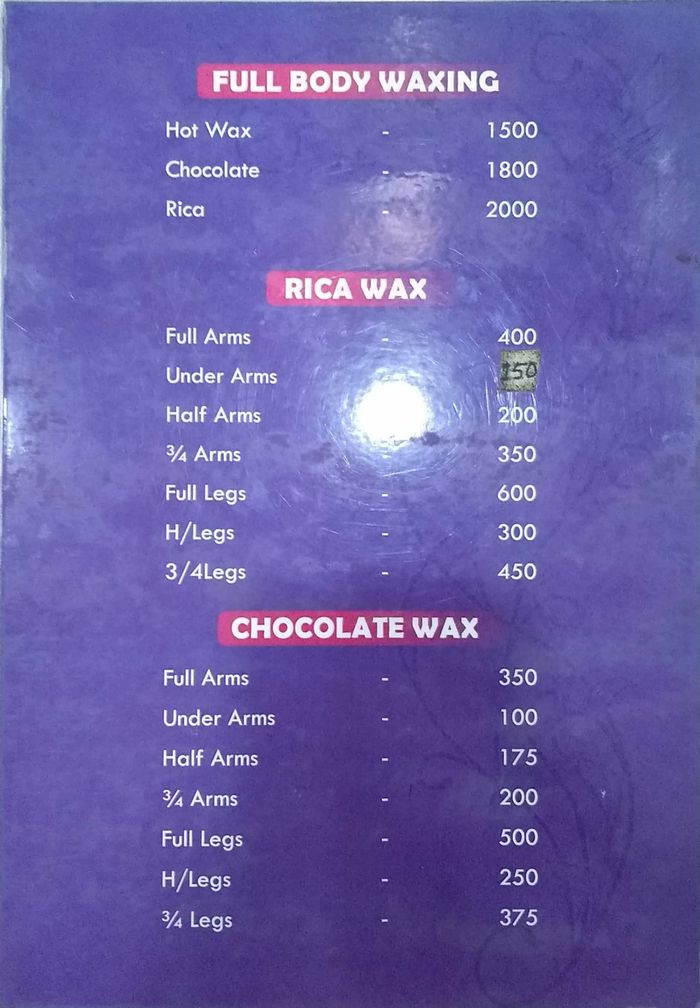 FULL BODY WAXING
Hot Wax - 1500
Chocolate - 1800
Rica - 2000
RICA WAX
Full Arms - 400
Under Arms 150
Half Arms 200
¾ Arms 350
Full Legs - 600
H/Legs - 300
3/4Legs - 450
CHOCOLATE WAX
Full Arms - 350
Under Arms - 100
Half Arms - 175
¾ Arms - 200
Full Legs - 500
H/Legs - 250
¾ Legs - 375